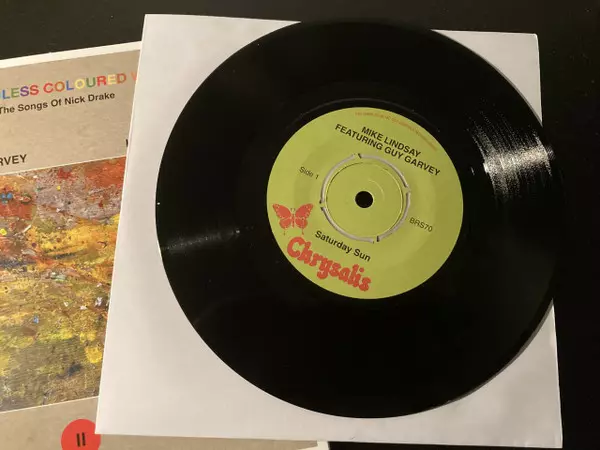 LESS COLOURED
The Songs Of Nick Drake
RVEY
II
MIKE LINDSAY
FEATURING GUY GARVEY
Side 1
BRS70
Saturday Sun
Chrysalis